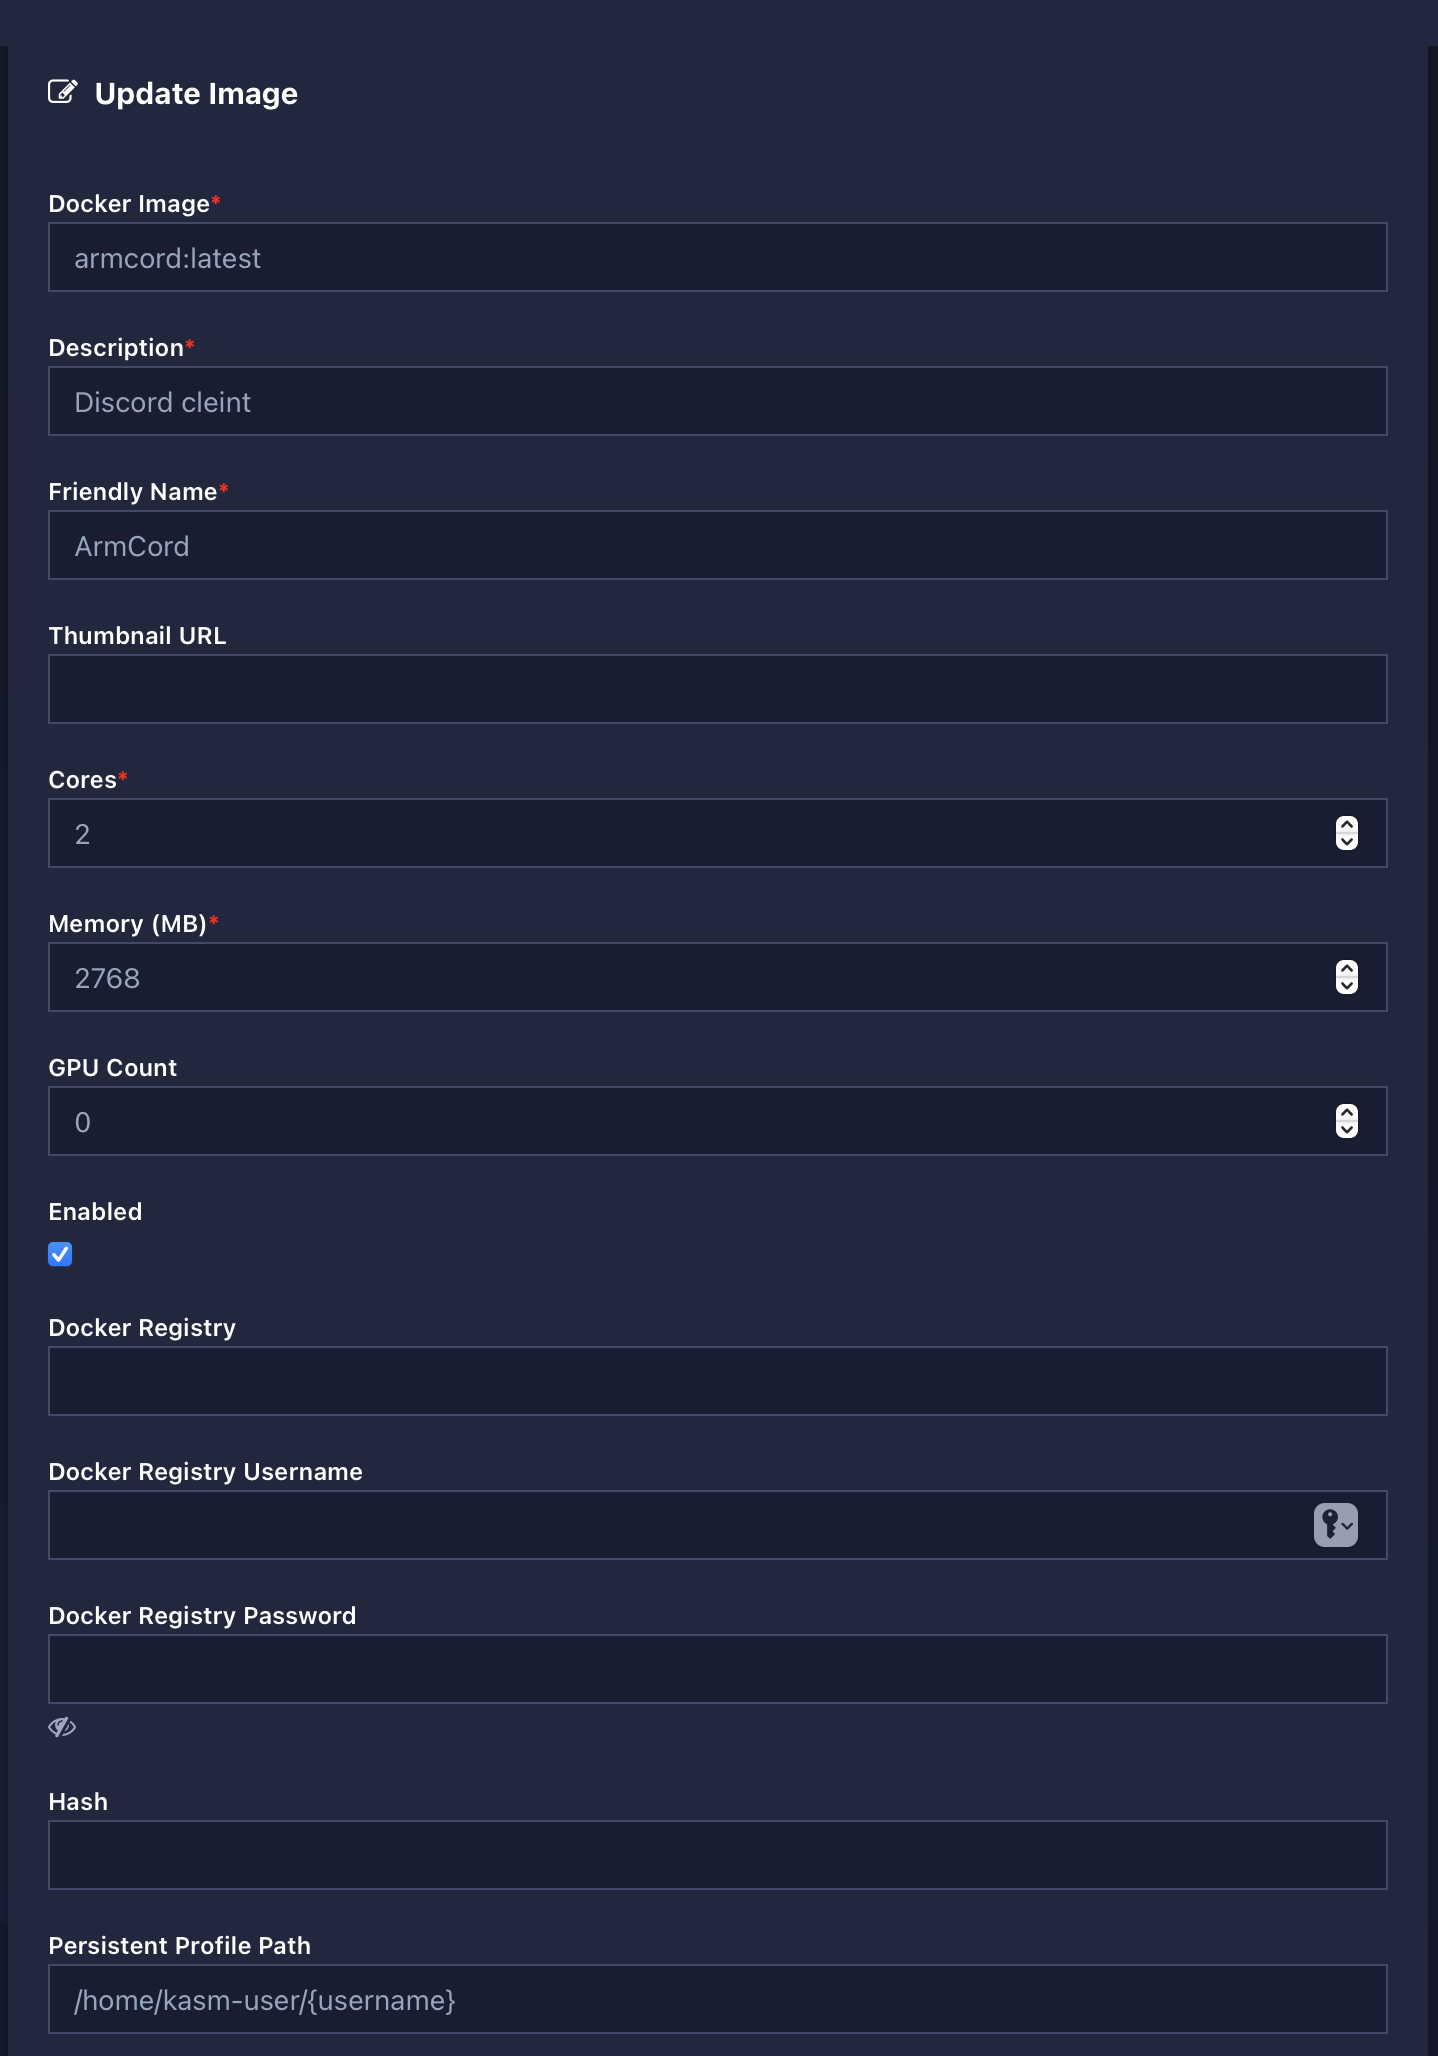 Update Image
Docker Image*
armcord:latest
Description*
Discord cleint
Friendly Name*
ArmCord
Thumbnail URL
Cores*
2
Memory (MB)*
2768
GPU Count
0
Enabled
Docker Registry
Docker Registry Username
Docker Registry Password
Hash
Persistent Profile Path
/home/kasm-user/{username}